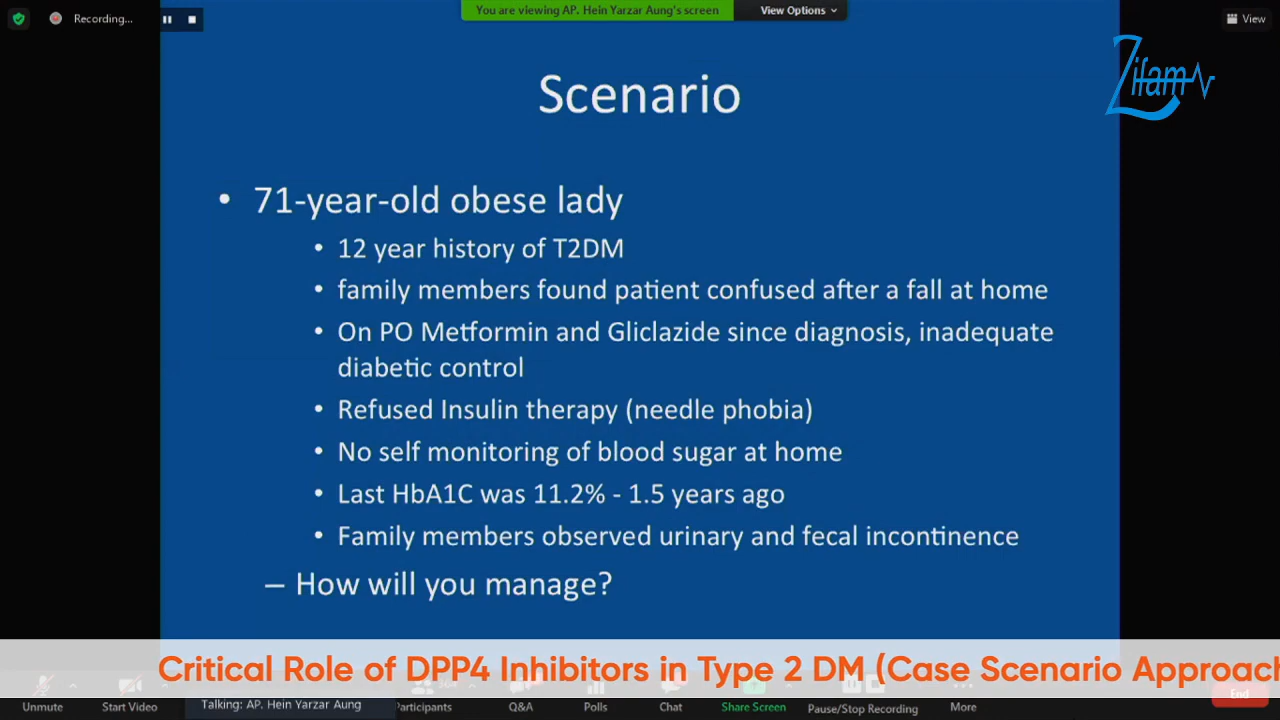 Recording...
You are viewing AP. Hein Yarzar Aung's screen
View Options
View
Zifam
Scenario
• 71-year-old obese lady
• 12 year history of T2DM
• family members found patient confused after a fall at home
• On PO Metformin and Gliclazide since diagnosis, inadequate
diabetic control
• Refused Insulin therapy (needle phobia)
• No self monitoring of blood sugar at home
• Last HbA1C was 11.2% - 1.5 years ago
• Family members observed urinary and fecal incontinence
– How will you manage?
Critical Role of DPP4 Inhibitors in Type 2 DM (Case Scenario Approach
Unmute
Start Video
Talking: AP. Hein Yarzar Aung
Participants
Q&A
Polls
Chat
Share Screen
Pause/Stop Recording
More
End